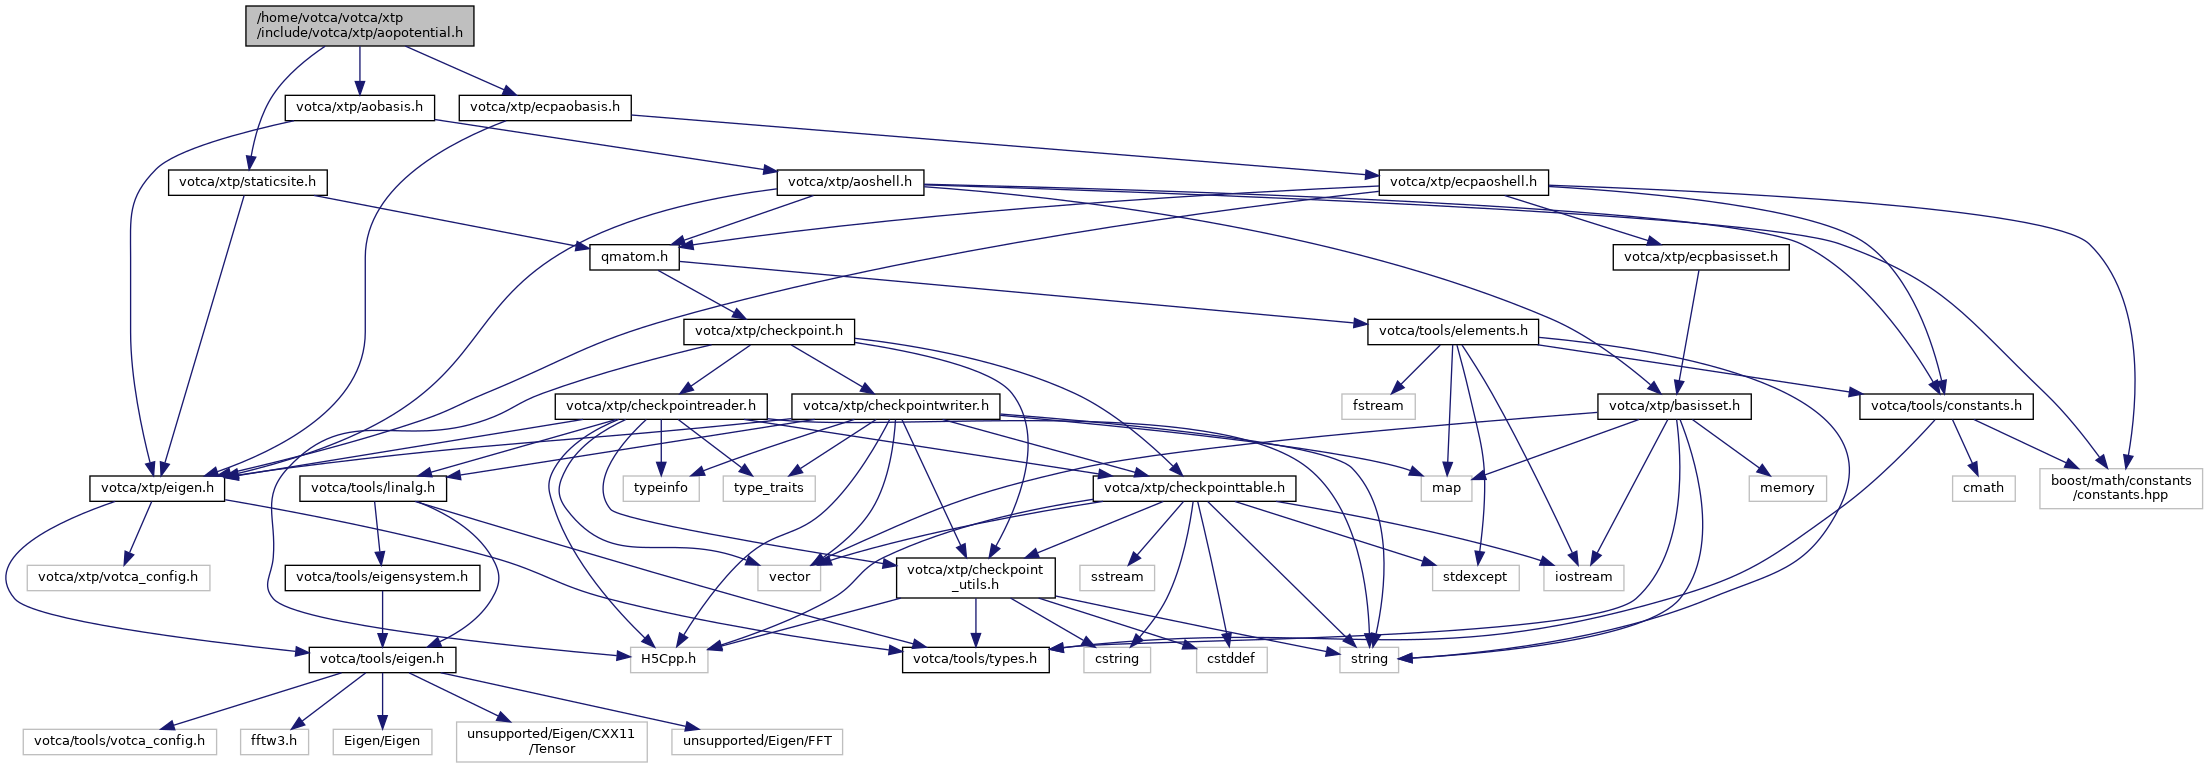 /home/votca/votca/xtp
/include/votca/xtp/aopotential.h
votca/xtp/aobasis.h
votca/xtp/ecpaobasis.h
votca/xtp/staticsite.h
votca/xtp/aoshell.h
votca/xtp/ecpaoshell.h
qmatom.h
votca/xtp/ecpbasisset.h
votca/xtp/checkpoint.h
votca/tools/elements.h
votca/xtp/checkpointreader.h
votca/xtp/checkpointwriter.h
fstream
votca/xtp/basisset.h
votca/tools/constants.h
votca/xtp/eigen.h
votca/tools/linalg.h
typeinfo
type_traits
votca/xtp/checkpointtable.h
map
memory
cmath
boost/math/constants
/constants.hpp
votca/xtp/votca_config.h
votca/tools/eigensystem.h
vector
votca/xtp/checkpoint
_utils.h
sstream
stdexcept
iostream
votca/tools/eigen.h
H5Cpp.h
votca/tools/types.h
cstring
cstddef
string
votca/tools/votca_config.h
fftw3.h
Eigen/Eigen
unsupported/Eigen/CXX11
/Tensor
unsupported/Eigen/FFT